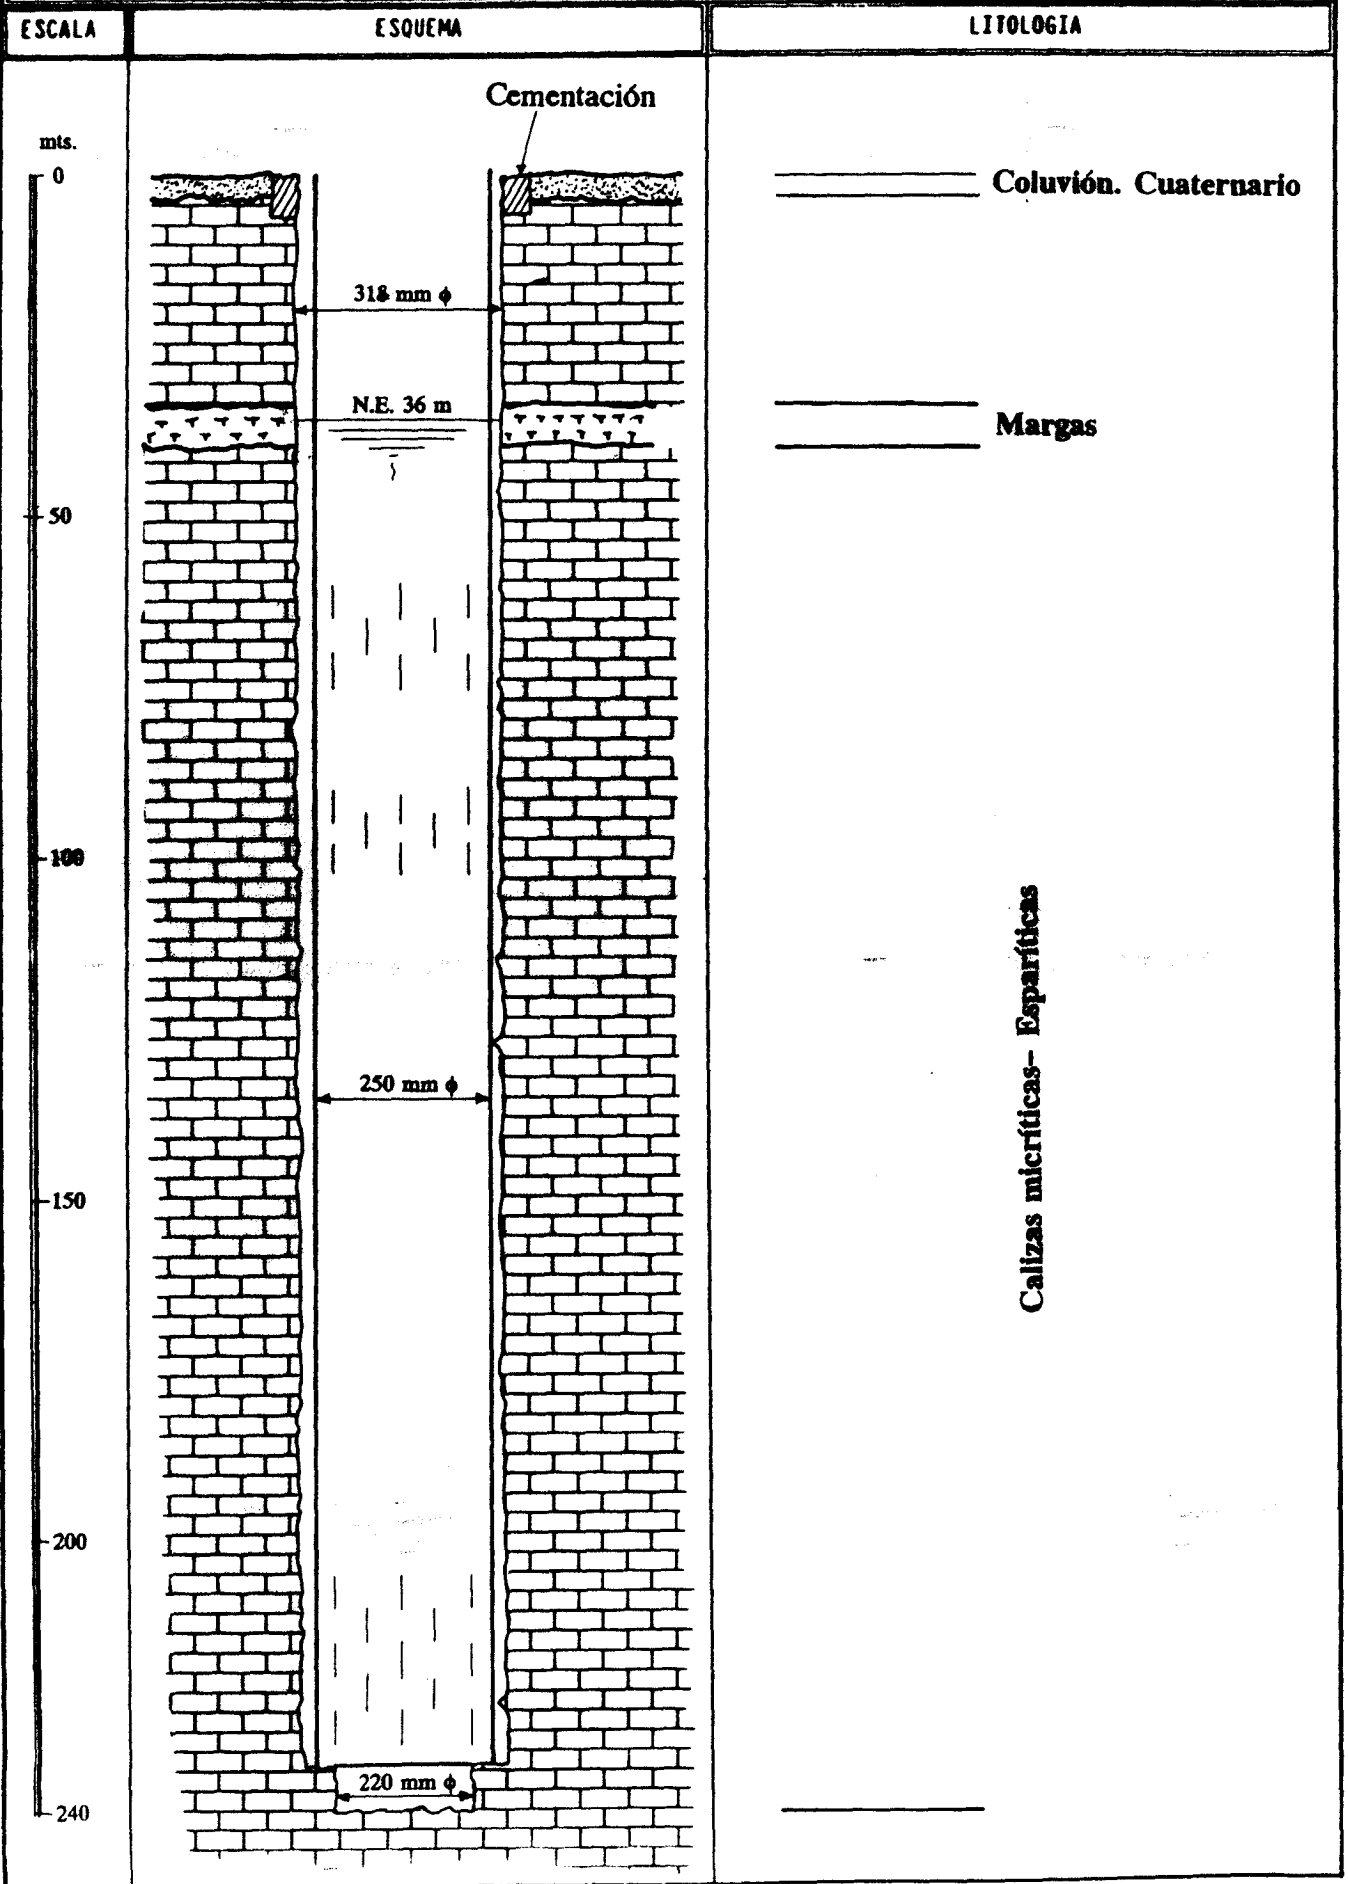 ESCALA
ESQUEMA
LITOLOGIA
Cementación
mts.
0
Coluvión. Cuaternario
318 mm ϕ
N.E. 36 m
Margas
50
100
Calizas micríticas– Esparíticas
250 mm ϕ
150
200
220 mm ϕ
240